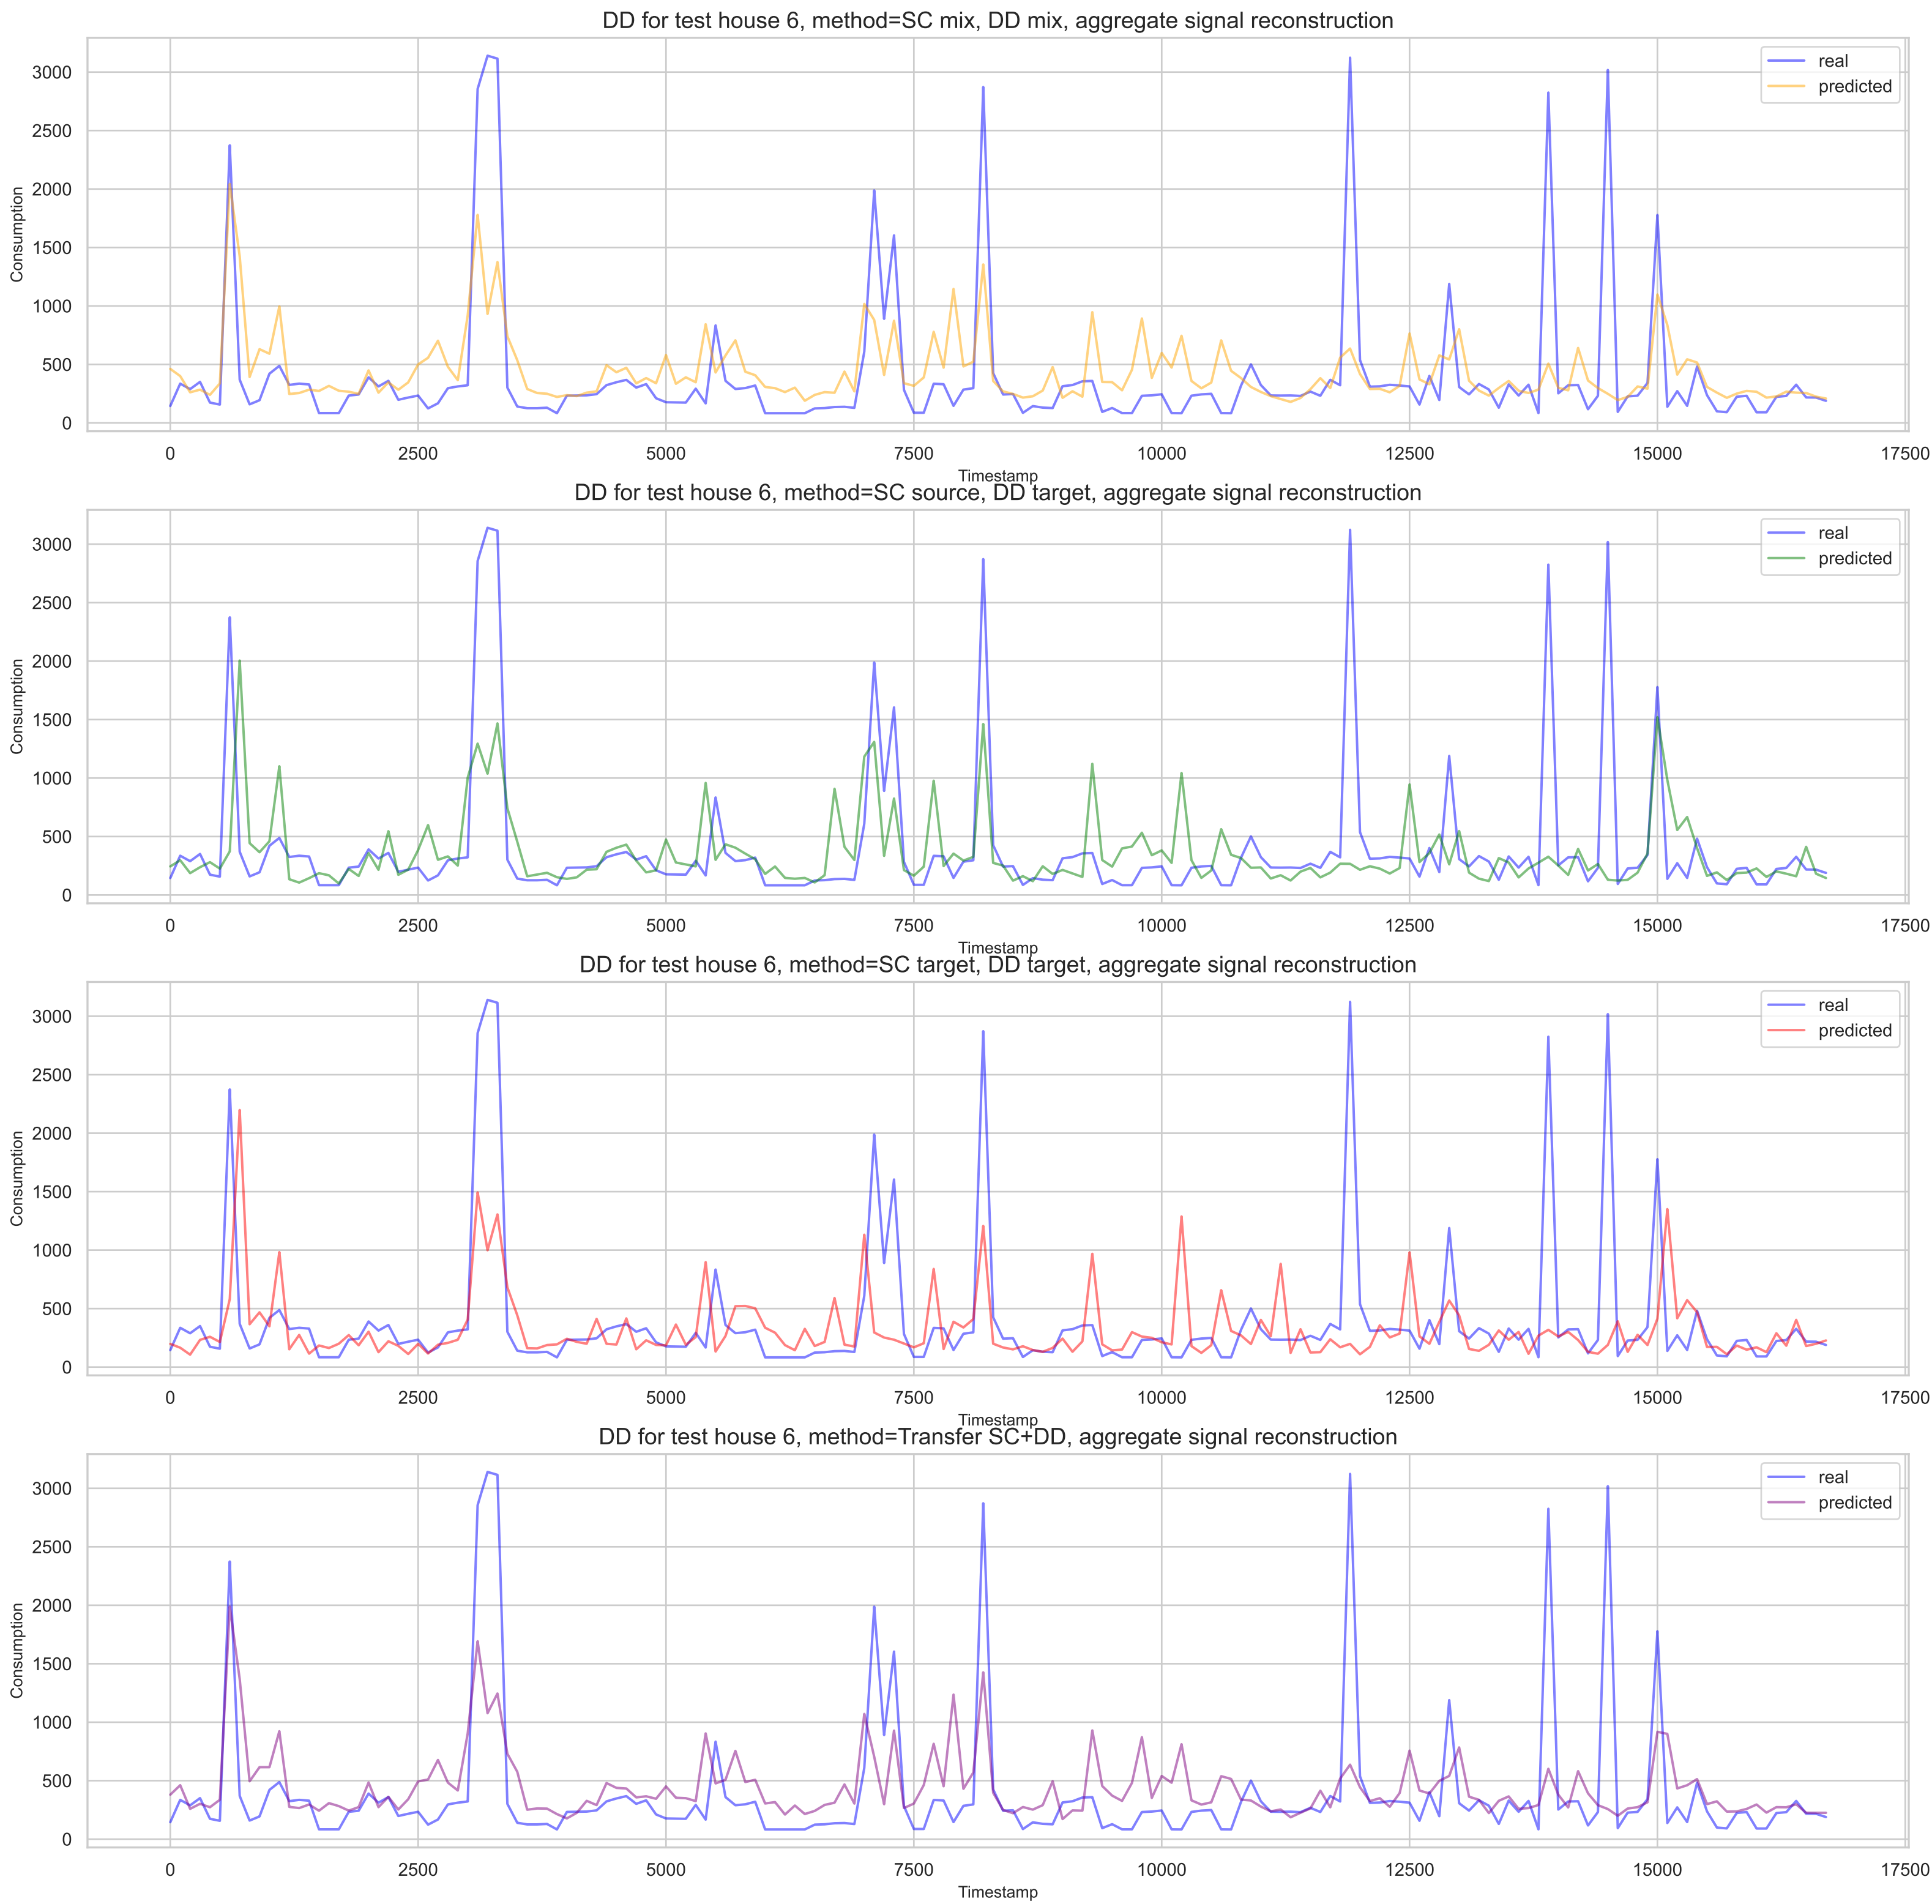 DD for test house 6, method=SC mix, DD mix, aggregate signal reconstruction
real
predicted
Consumption
3000
2500
2000
1500
1000
500
0
0 2500 5000 7500 10000 12500 15000 17500
Timestamp
DD for test house 6, method=SC source, DD target, aggregate signal reconstruction
real
predicted
Consumption
3000
2500
2000
1500
1000
500
0
0 2500 5000 7500 10000 12500 15000 17500
Timestamp
DD for test house 6, method=SC target, DD target, aggregate signal reconstruction
real
predicted
Consumption
3000
2500
2000
1500
1000
500
0
0 2500 5000 7500 10000 12500 15000 17500
Timestamp
DD for test house 6, method=Transfer SC+DD, aggregate signal reconstruction
real
predicted
Consumption
3000
2500
2000
1500
1000
500
0
0 2500 5000 7500 10000 12500 15000 17500
Timestamp